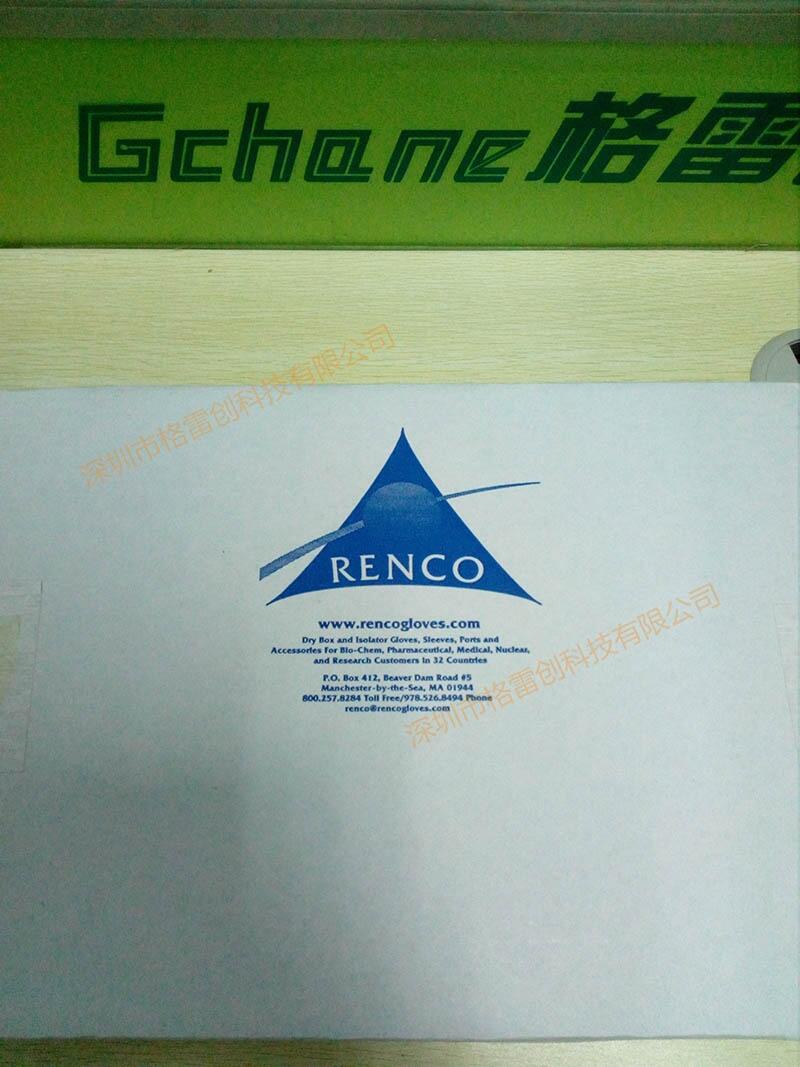 Gchane格雷
深圳市格雷创科技有限公司
RENCO
www.rencogloves.com
Dry Box and Isolator Gloves, Sleeves, Ports and
Accessories For Bio-Chem, Pharmaceutical, Medical, Nuclear,
and Research Customers in 32 Countries
P.O. Box 412, Beaver Dam Road #5
Manchester-by-the-Sea, MA 01944
800.257.8284 Toll Free/978.526.8494 Phone
renco@rencogloves.com
深圳市格雷创科技有限公司